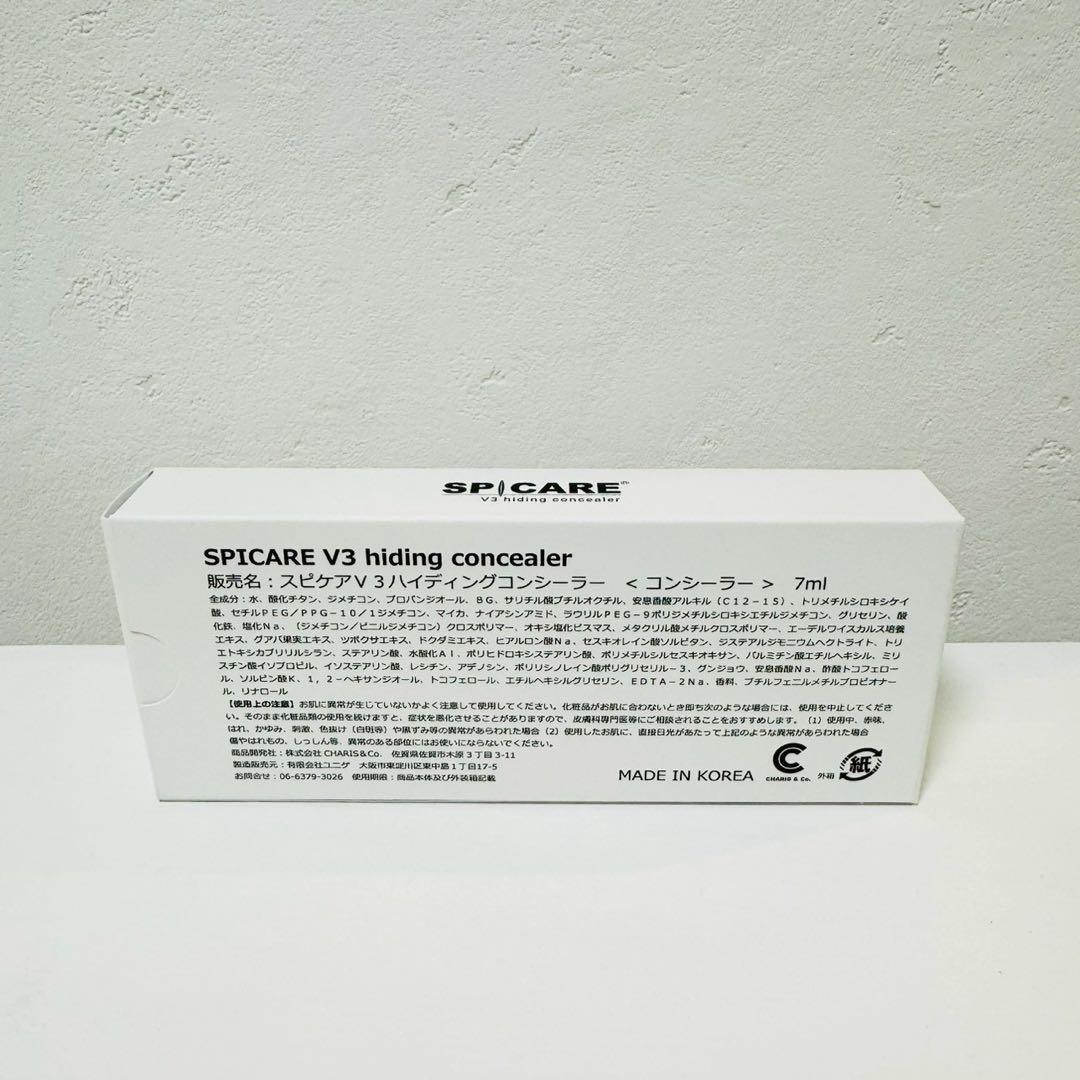 SPICARE®
V3 hiding concealer
SPICARE V3 hiding concealer
販売名：スピケアV 3ハイディングコンシーラー ＜ コンシーラー ＞ 7ml
全成分：水、酸化チタン、ジメチコン、プロパンジオール、BG、サリチル酸ブチルオクチル、安息香酸アルキル（C12-15）、トリメチルシロキシケイ
酸、セチルPEG/PPG-10/1ジメチコン、マイカ、ナイアシンアミド、ラウリルPEG-9ポリジメチルシロキシエチルジメチコン、グリセリン、酸
化鉄、塩化Na、（ジメチコン/ビニルジメチコン）クロスポリマー、オキシ塩化ビスマス、メタクリル酸メチルクロスポリマー、エーデルワイスカルス培養
エキス、グアバ果実エキス、ツボクサエキス、ドクダミエキス、ヒアルロン酸Na、セスキオレイン酸ソルビタン、ジステアルジモニウムヘクトライト、トリ
エトキシカプリリルシラン、ステアリン酸、水酸化Al、ポリヒドロキシステアリン酸、ポリメチルシルセスキオキサン、パルミチン酸エチルヘキシル、ミリ
スチン酸イソプロピル、イソステアリン酸、レシチン、アデノシン、ポリリシノレイン酸ポリグリセリル-3、グンジョウ、安息香酸Na、酢酸トコフェロ
ール、ソルビン酸K、1，2-ヘキサンジオール、トコフェロール、エチルヘキシルグリセリン、EDTA-2Na、香料、ブチルフェニルメチルプロピオナー
ル、リナロール
【使用上の注意】お肌に異常が生じていないかよく注意して使用してください。化粧品がお肌に合わないとき即ち次のような場合には、使用を中止してくださ
い。そのまま化粧品類の使用を続けますと、症状を悪化させることがありますので、皮膚科専門医等にご相談されることをおすすめします。（1）使用中、赤味、
はれ、かゆみ、刺激、色抜け（白斑等）や黒ずみ等の異常があらわれた場合（2）使用したお肌に、直接日光があたって上記のような異常があらわれた場合
傷やはれもの、しっしん等、異常のある部位にはお使いにならないでください。
商品開発社：株式会社 CHARIS&Co. 佐賀県佐賀市木原３丁目3-11
製造販売元：有限会社ユニゲ 大阪市東淀川区東中島１丁目17-5
お問合せ：06-6379-3026 使用期限：商品本体及び外装箱記載
MADE IN KOREA
CHARIS & Co.
外箱
紙